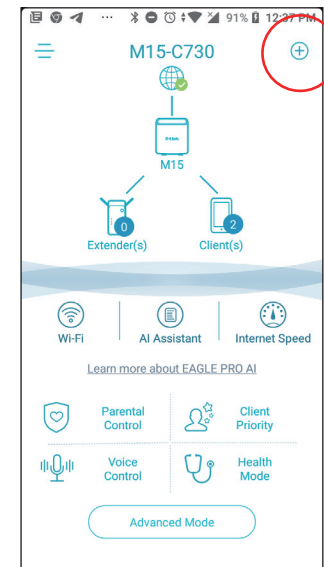 91% 12:37 PM
M15-C730
D-Link
M15
0
2
Extender(s) Client(s)
Wi-Fi AI Assistant Internet Speed
Learn more about EAGLE PRO AI
Parental Client
Control Priority
Voice Health
Control Mode
Advanced Mode